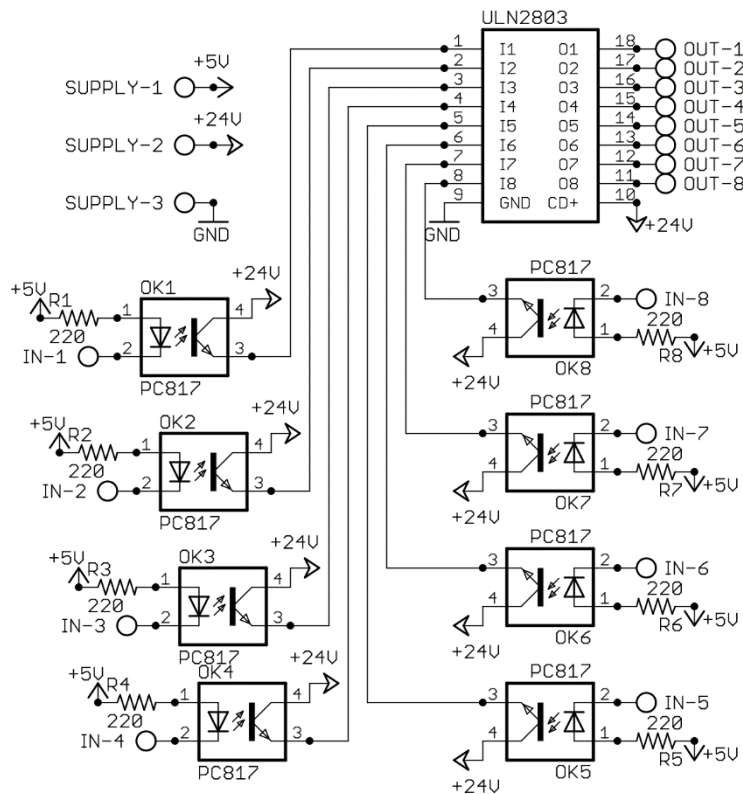 ULN2803
1 I1 O1 18 OUT-1
2 I2 O2 17 OUT-2
3 I3 O3 16 OUT-3
4 I4 O4 15 OUT-4
5 I5 O5 14 OUT-5
6 I6 O6 13 OUT-6
7 I7 O7 12 OUT-7
8 I8 O8 11 OUT-8
9 GND CD+ 10
GND
+24V
+5V
SUPPLY-1
+24V
SUPPLY-2
SUPPLY-3
GND
+5V R1 220 IN-1
OK1
1 2 4 3
+24V
PC817
+5V R2 220 IN-2
OK2
1 2 4 3
+24V
PC817
+5V R3 220 IN-3
OK3
1 2 4 3
+24V
PC817
+5V R4 220 IN-4
OK4
1 2 4 3
+24V
PC817
PC817
3 4 2 1
IN-8
220
R8 +5V
+24V
OK8
PC817
3 4 2 1
IN-7
220
R7 +5V
+24V
OK7
PC817
3 4 2 1
IN-6
220
R6 +5V
+24V
OK6
PC817
3 4 2 1
IN-5
220
R5 +5V
+24V
OK5